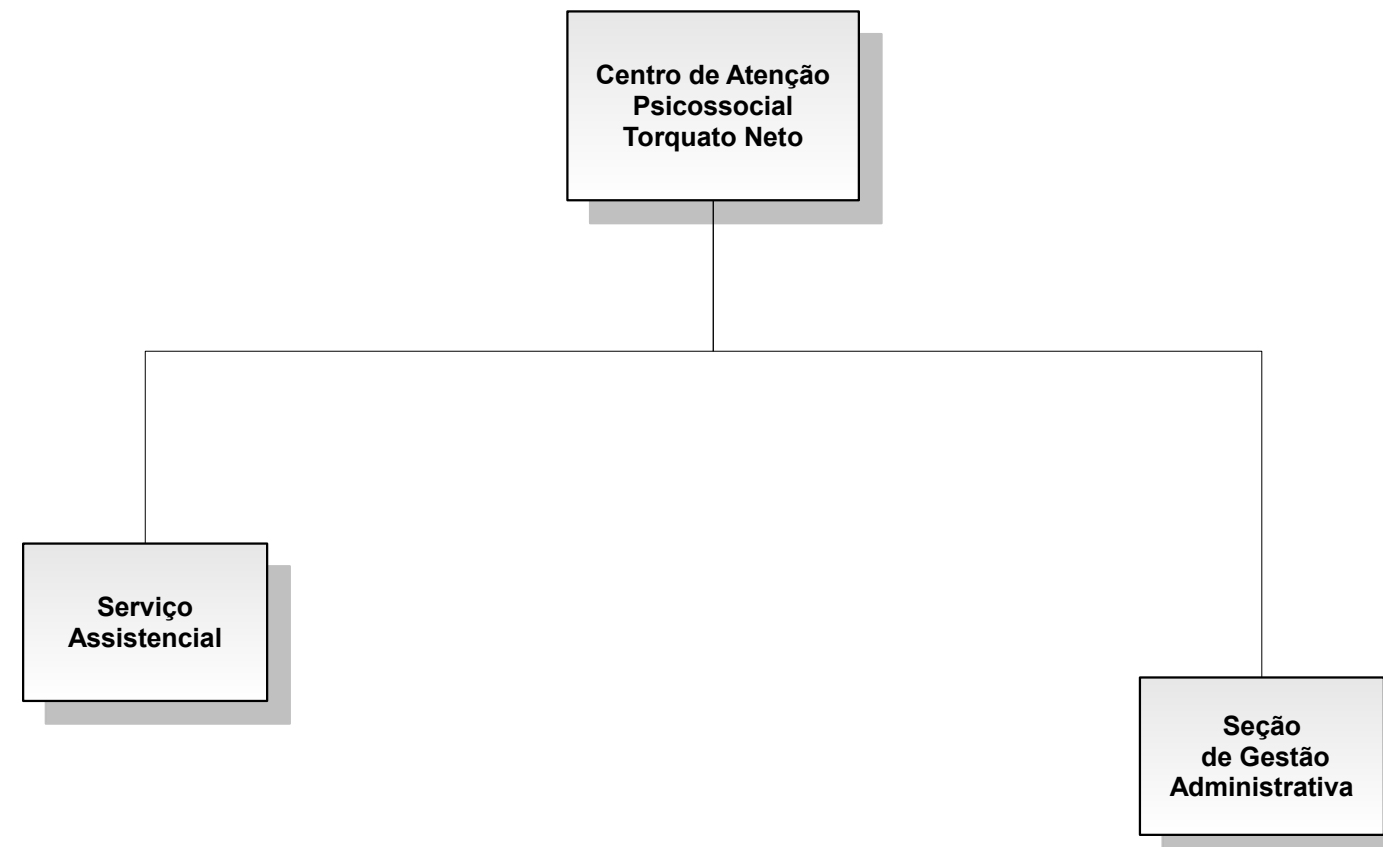 Centro de Atenção
Psicossocial
Torquato Neto
Serviço
Assistencial
Seção
de Gestão
Administrativa